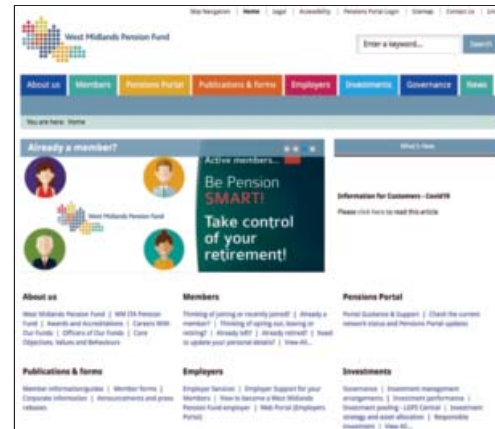 Skip Navigation | Home | Legal | Accessibility | Pensions Portal Login | Sitemap | Contact Us |
West Midlands Pension Fund
Enter a keyword...
Search
About us
Members
Pensions Portal
Publications & forms
Employers
Investments
Governance
News
You are here: Home
Already a member?
What's New
Active members...
Be Pension
SMART!
Take control
of your
retirement!
West Midlands Pension Fund
Information for Customers - Covid19
Please click here to read this article
About us
West Midlands Pension Fund | WM ITA Pension
Fund | Awards and Accreditations | Careers With
Our Funds | Officers of Our Funds | Core
Objectives, Values and Behaviours
Members
Thinking of joining or recently joined? | Already a
member? | Thinking of opting out, leaving or
retiring? | Already left? | Already retired? | Need
to update your personal details? | View All...
Pensions Portal
Portal Guidance & Support | Check the current
network status and Pensions Portal updates
Publications & forms
Member information/guides | Member forms |
Corporate information | Announcements and press
releases
Employers
Employer Services | Employer Support for your
Members | How to become a West Midlands
Pension Fund employer | Web Portal (Employers
Portal)
Investments
Governance | Investment management
arrangements | Investment performance |
Investment pooling - LGPS Central | Investment
strategy and asset allocation | Responsible
Investment | View All...